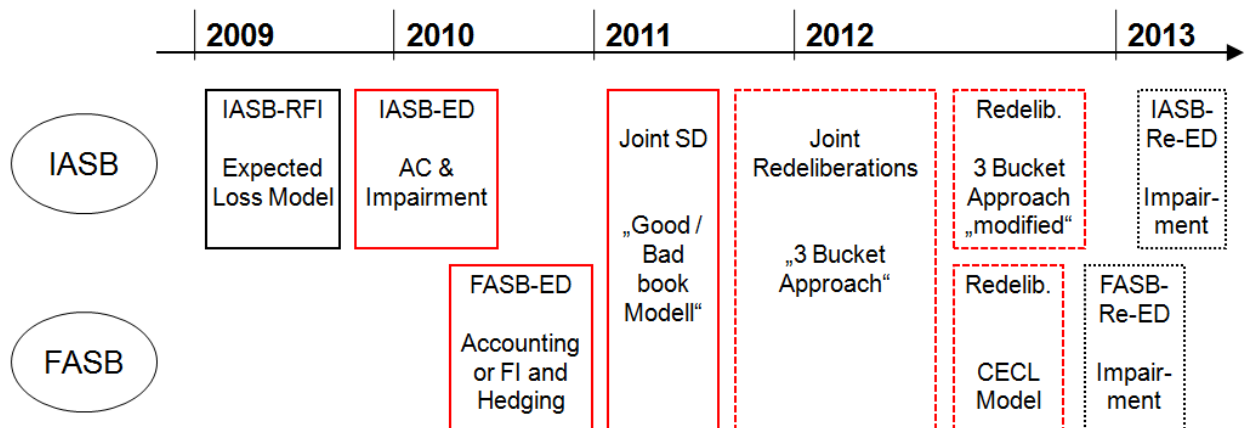 2009
2010
2011
2012
2013
IASB
IASB-RFI
Expected
Loss Model
IASB-ED
AC &
Impairment
Joint SD
„Good /
Bad
book
Modell“
Joint
Redeliberations
„3 Bucket
Approach“
Redelib.
3 Bucket
Approach
„modified“
IASB-
Re-ED
Impair-
ment
FASB
FASB-ED
Accounting
or FI and
Hedging
Redelib.
CECL
Model
FASB-
Re-ED
Impair-
ment